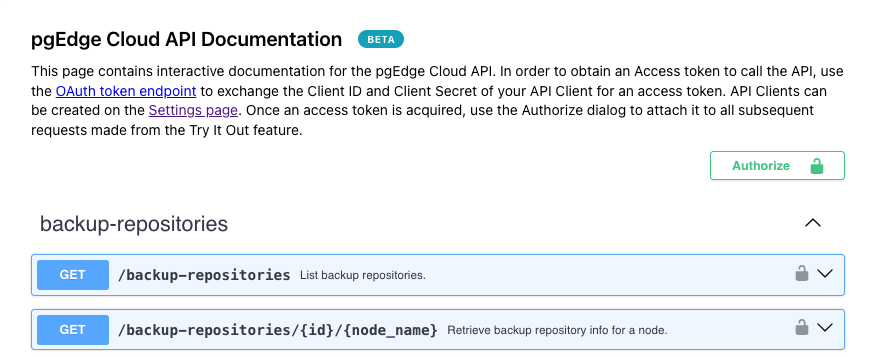 pgEdge Cloud API Documentation BETA
This page contains interactive documentation for the pgEdge Cloud API. In order to obtain an Access token to call the API, use
the OAuth token endpoint to exchange the Client ID and Client Secret of your API Client for an access token. API Clients can
be created on the Settings page. Once an access token is acquired, use the Authorize dialog to attach it to all subsequent
requests made from the Try It Out feature.
Authorize
backup-repositories
GET /backup-repositories List backup repositories.
GET /backup-repositories/{id}/{node_name} Retrieve backup repository info for a node.